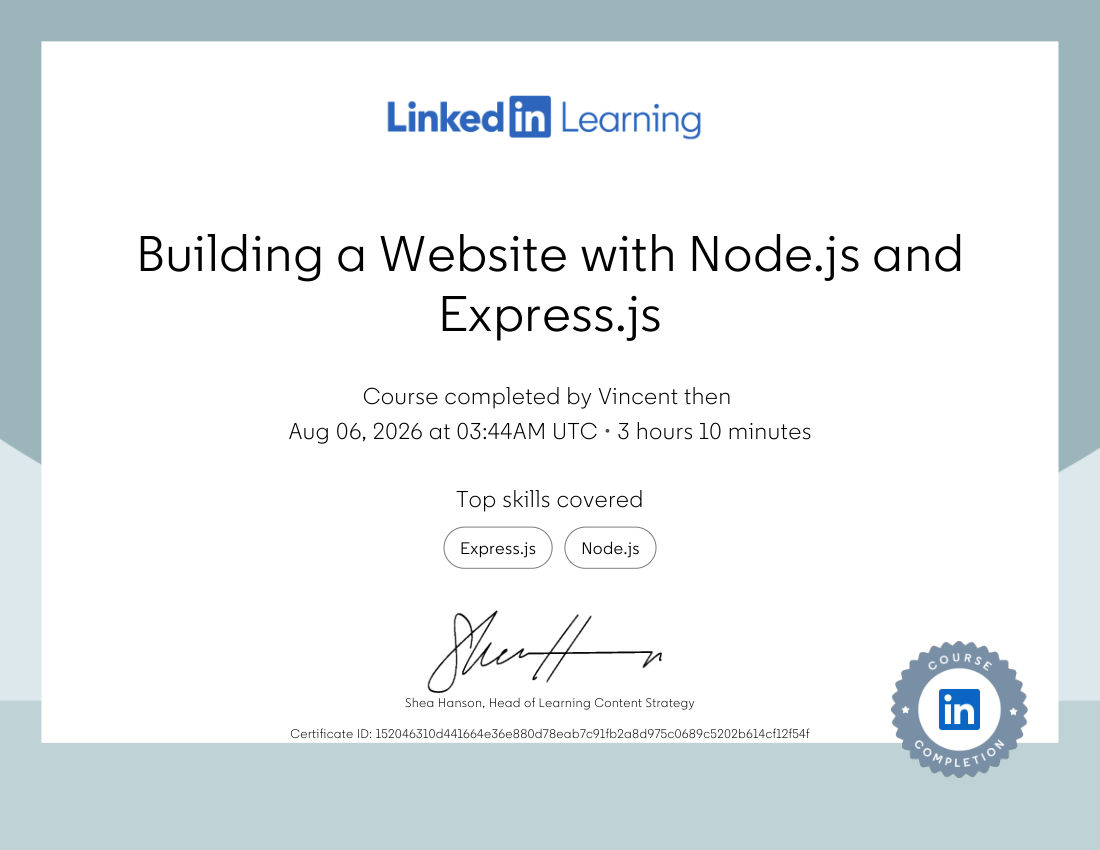 LinkedIn Learning
Building a Website with Node.js and
Express.js
Course completed by Vincent then
Aug 06, 2026 at 03:44AM UTC • 3 hours 10 minutes
Top skills covered
Express.js Node.js
Shea Hanson, Head of Learning Content Strategy
Certificate ID: 152046310d441664e36e880d78eab7c91fb2a8d975c0689c5202b614cf12f54f
COURSE
in
COMPLETION